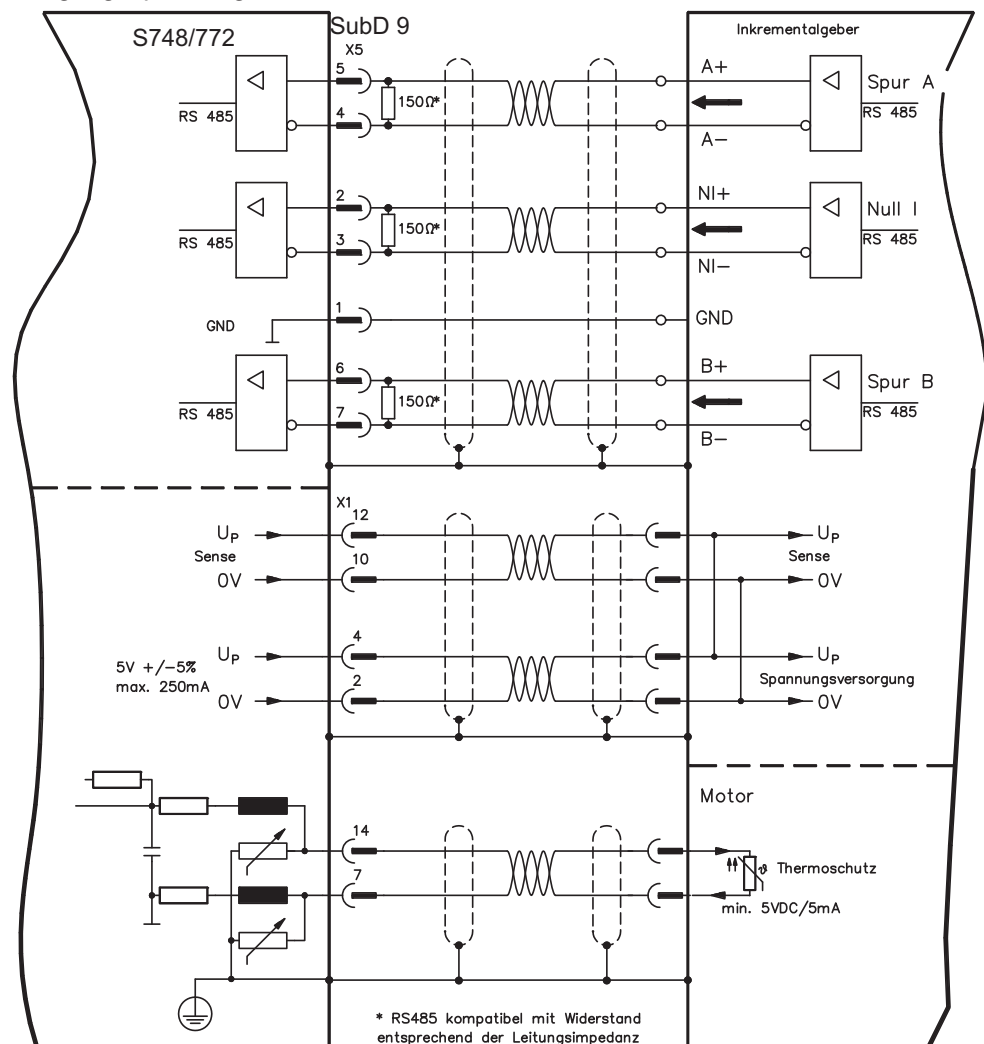 S748/772
SubD 9
X5
Inkrementalgeber
5
A+
Spur A
RS 485
150Ω*
RS 485
4
A−
2
NI+
Null I
RS 485
150Ω*
RS 485
3
NI−
1
GND
GND
6
B+
Spur B
RS 485
150Ω*
RS 485
7
B−
X1
12
UP
UP
Sense
Sense
10
0V
0V
4
UP
UP
5V +/−5%
max. 250mA
Spannungsversorgung
2
0V
0V
Motor
14
ϑ Thermoschutz
7
min. 5VDC/5mA
* RS485 kompatibel mit Widerstand
entsprechend der Leitungsimpedanz